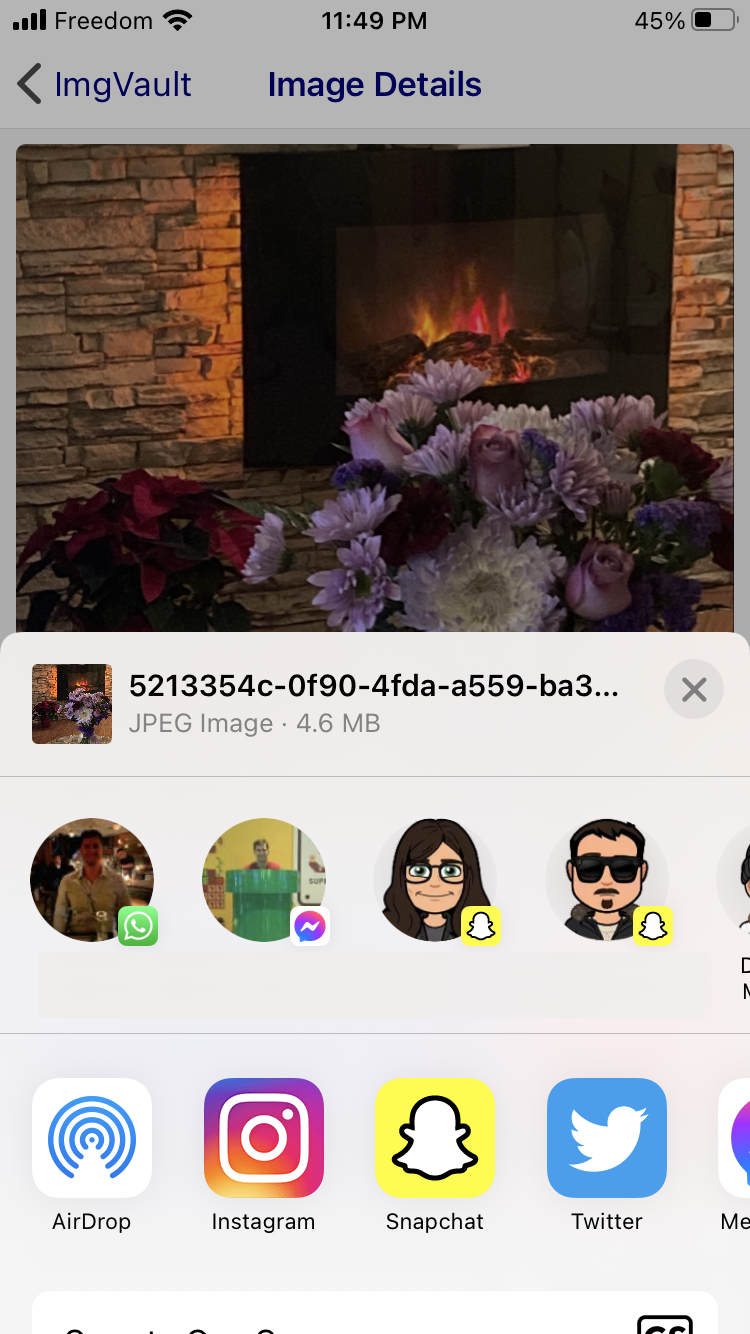 Freedom 11:49 PM 45%
ImgVault Image Details
5213354c-0f90-4fda-a559-ba3...
JPEG Image · 4.6 MB
AirDrop Instagram Snapchat Twitter Me